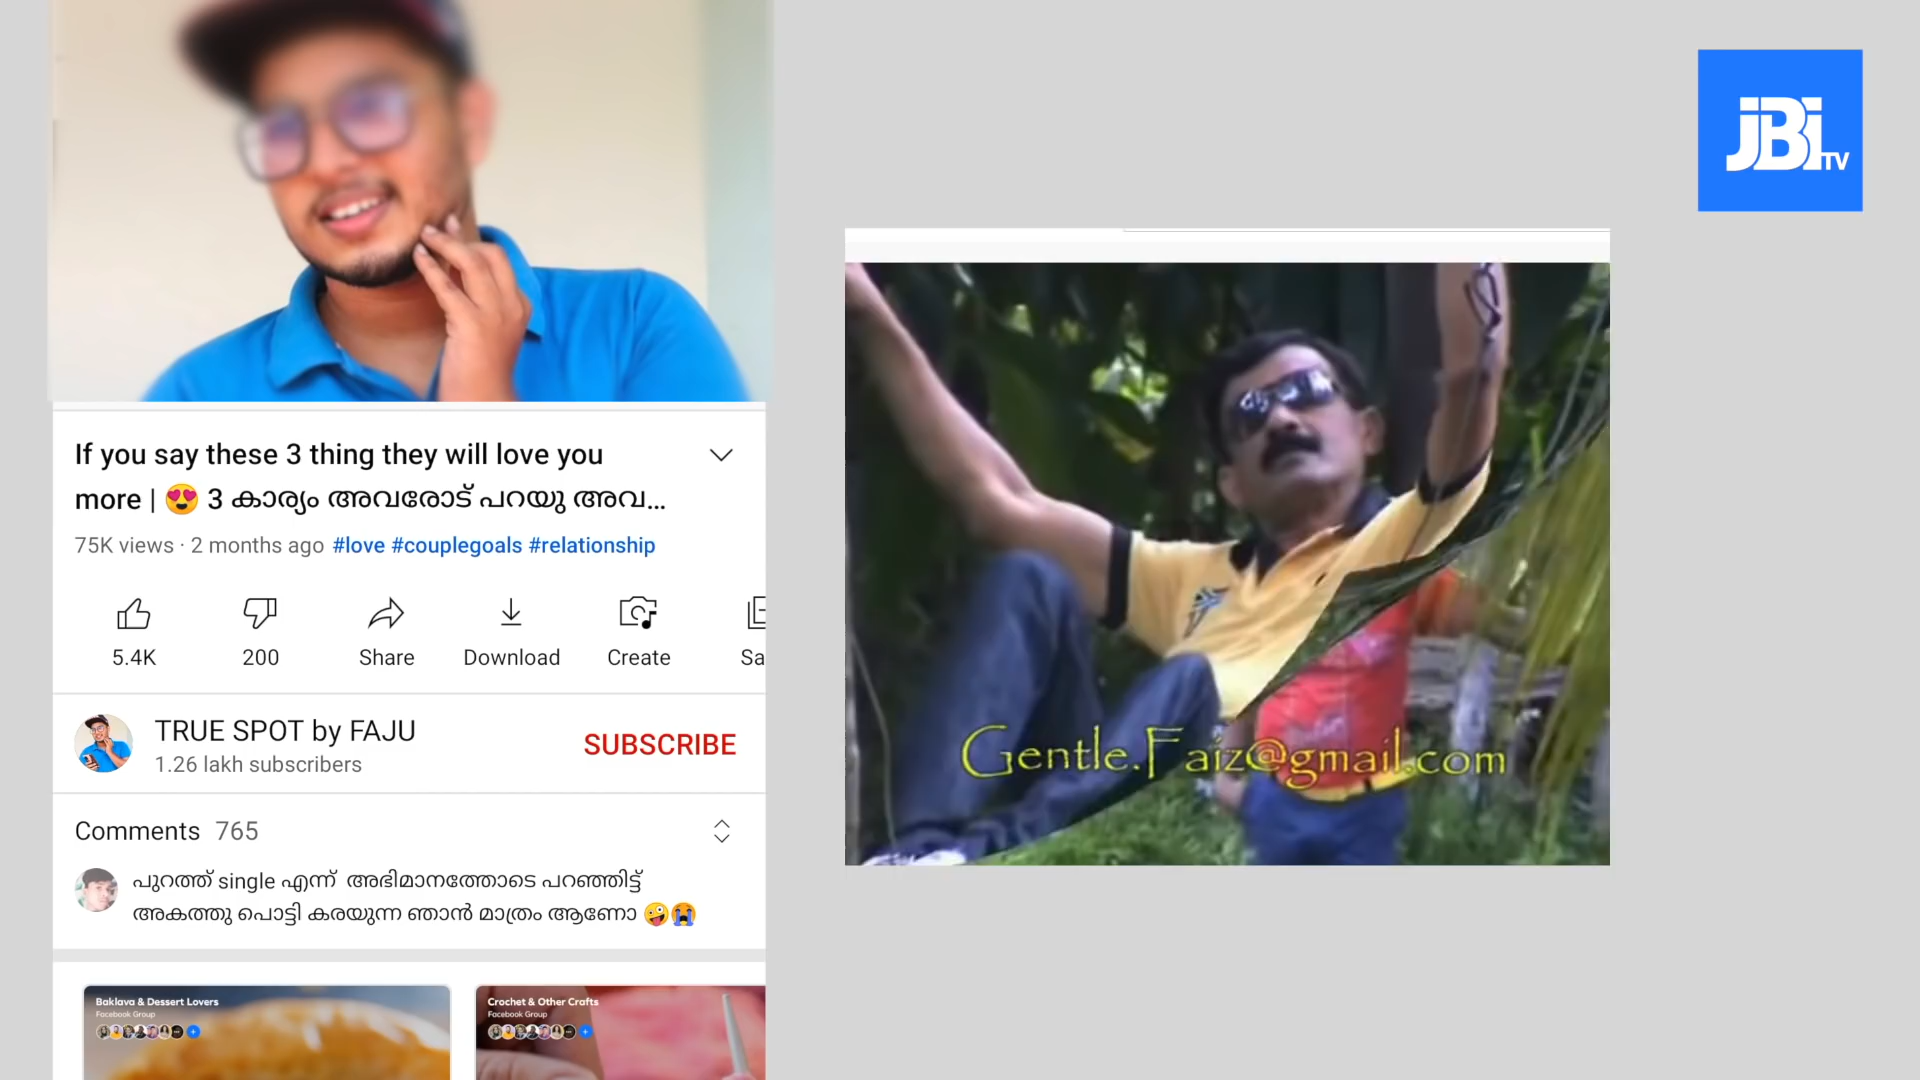 jBi TV
If you say these 3 thing they will love you
more | 😍 3 കാര്യം അവരോട് പറയു അവ...
75K views · 2 months ago #love #couplegoals #relationship
5.4K 200 Share Download Create Sa
TRUE SPOT by FAJU
SUBSCRIBE
1.26 lakh subscribers
Comments 765
പുറത്ത് single എന്ന് അഭിമാനത്തോടെ പറഞ്ഞിട്ട്
അകത്തു പൊട്ടി കരയുന്ന ഞാൻ മാത്രം ആണോ 🤪😭
Baklava & Dessert Lovers
Facebook Group
Crochet & Other Crafts
Facebook Group
Gentle.Faiz@gmail.com